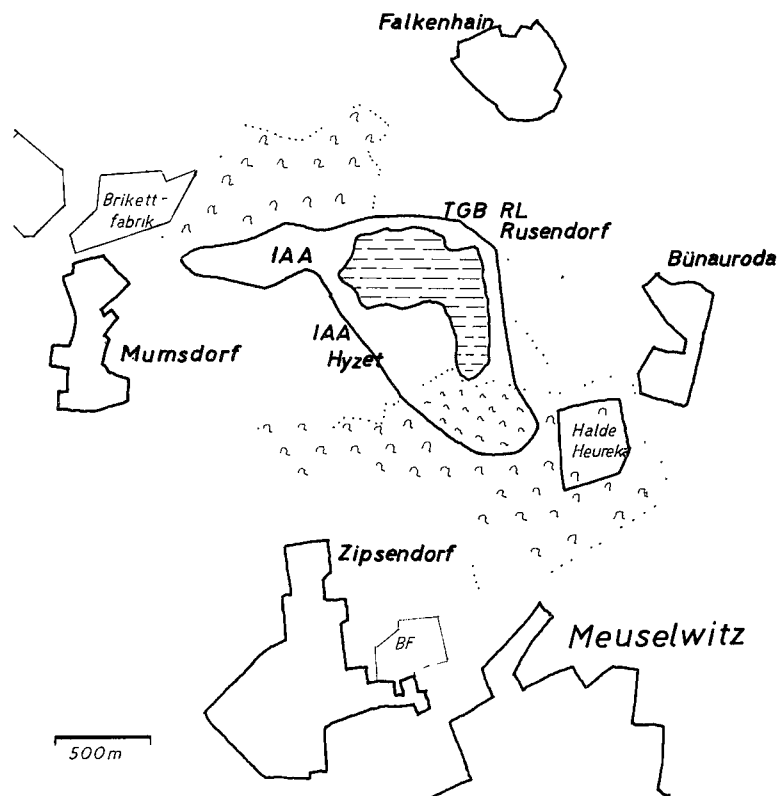 Falkenhain
Brikett-
fabrik
TGB RL
Rusendorf
IAA
Bünauroda
IAA
Hyzet
Mumsdorf
Halde
Heureka
Zipsendorf
BF
Meuselwitz
500m